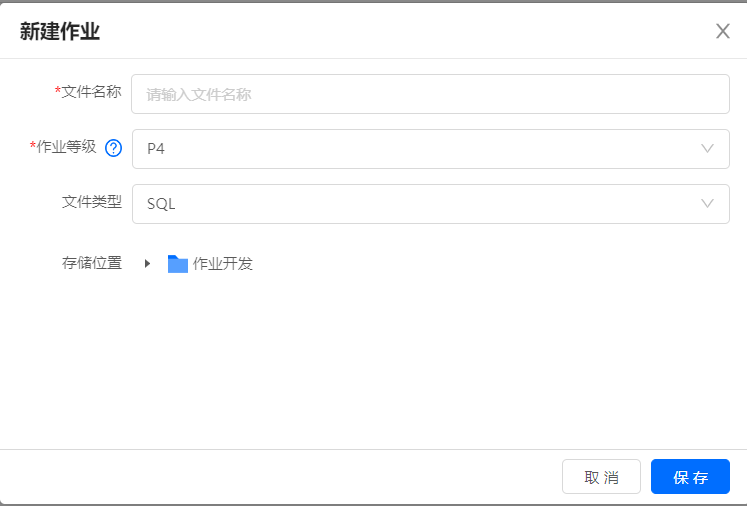 新建作业
*文件名称 请输入文件名称
*作业等级 ? P4
文件类型 SQL
存储位置 作业开发
取消 保存